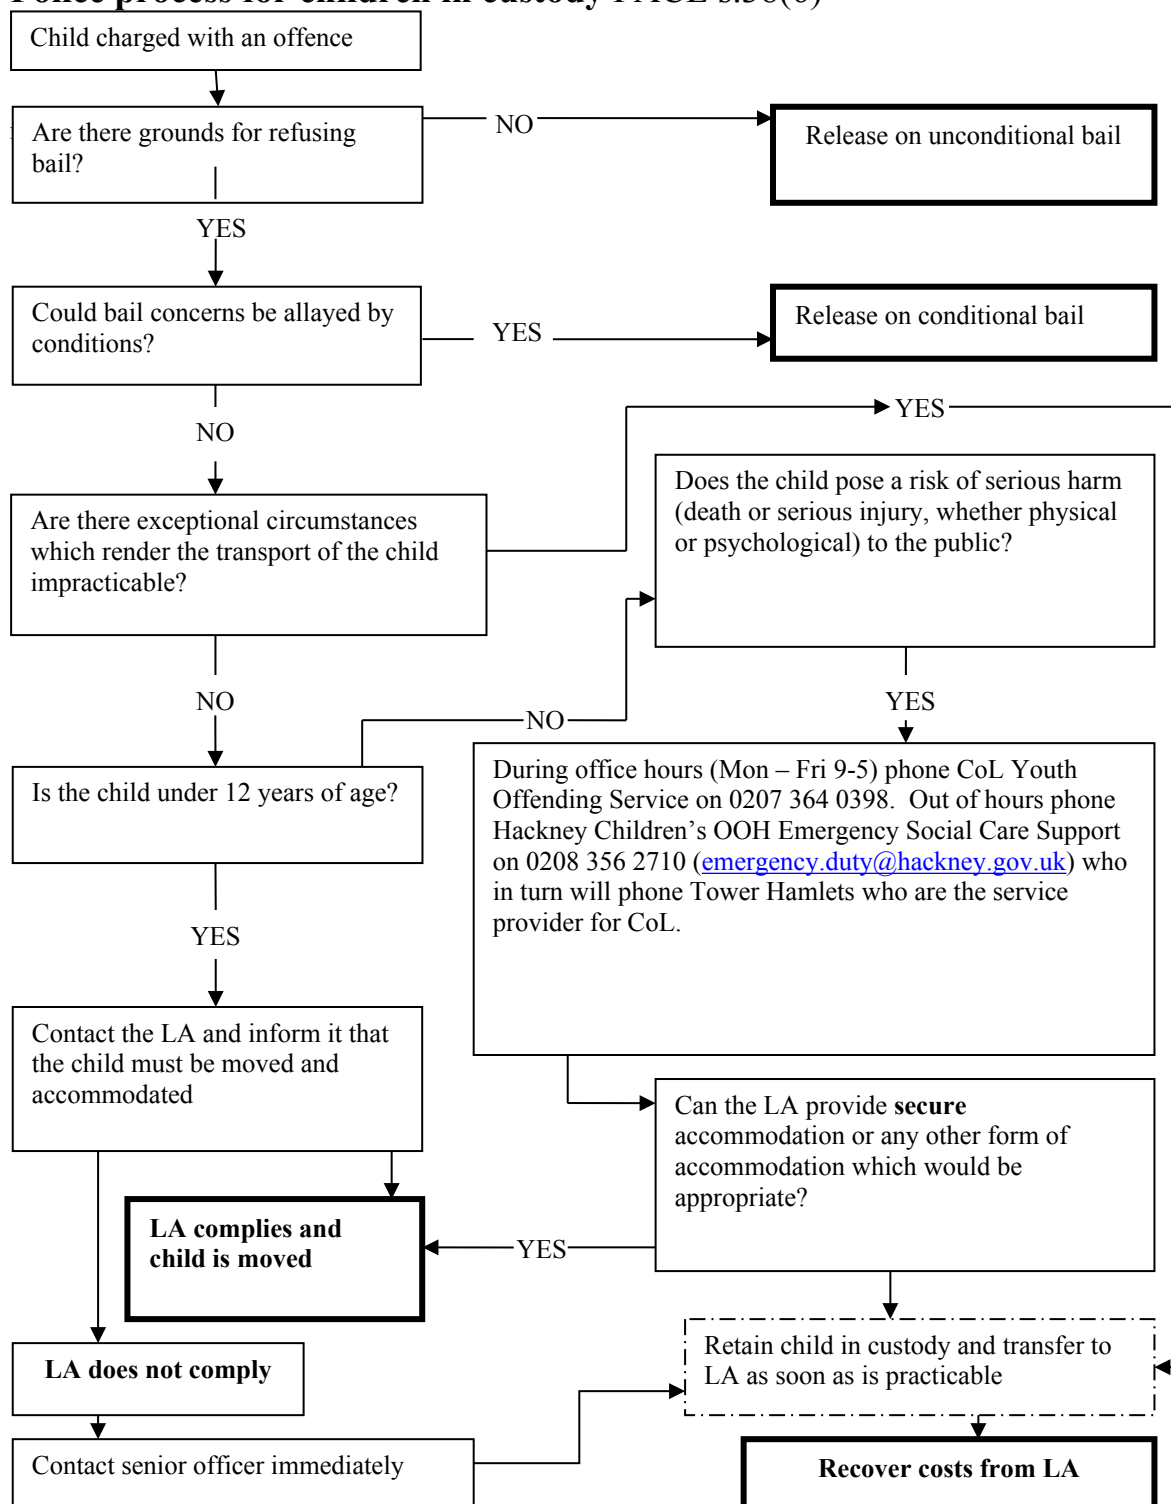 Police process for children in custody PACE s.38(6)
Child charged with an offence
Are there grounds for refusing
bail?
NO
Release on unconditional bail
YES
Could bail concerns be allayed by
conditions?
YES
Release on conditional bail
NO
YES
Are there exceptional circumstances
which render the transport of the child
impracticable?
Does the child pose a risk of serious harm
(death or serious injury, whether physical
or psychological) to the public?
NO
NO
YES
Is the child under 12 years of age?
During office hours (Mon – Fri 9-5) phone CoL Youth
Offending Service on 0207 364 0398.  Out of hours phone
Hackney Children’s OOH Emergency Social Care Support
on 0208 356 2710 (emergency.duty@hackney.gov.uk) who
in turn will phone Tower Hamlets who are the service
provider for CoL.
YES
Contact the LA and inform it that
the child must be moved and
accommodated
Can the LA provide secure
accommodation or any other form of
accommodation which would be
appropriate?
LA complies and
child is moved
YES
LA does not comply
Retain child in custody and transfer to
LA as soon as is practicable
Contact senior officer immediately
Recover costs from LA